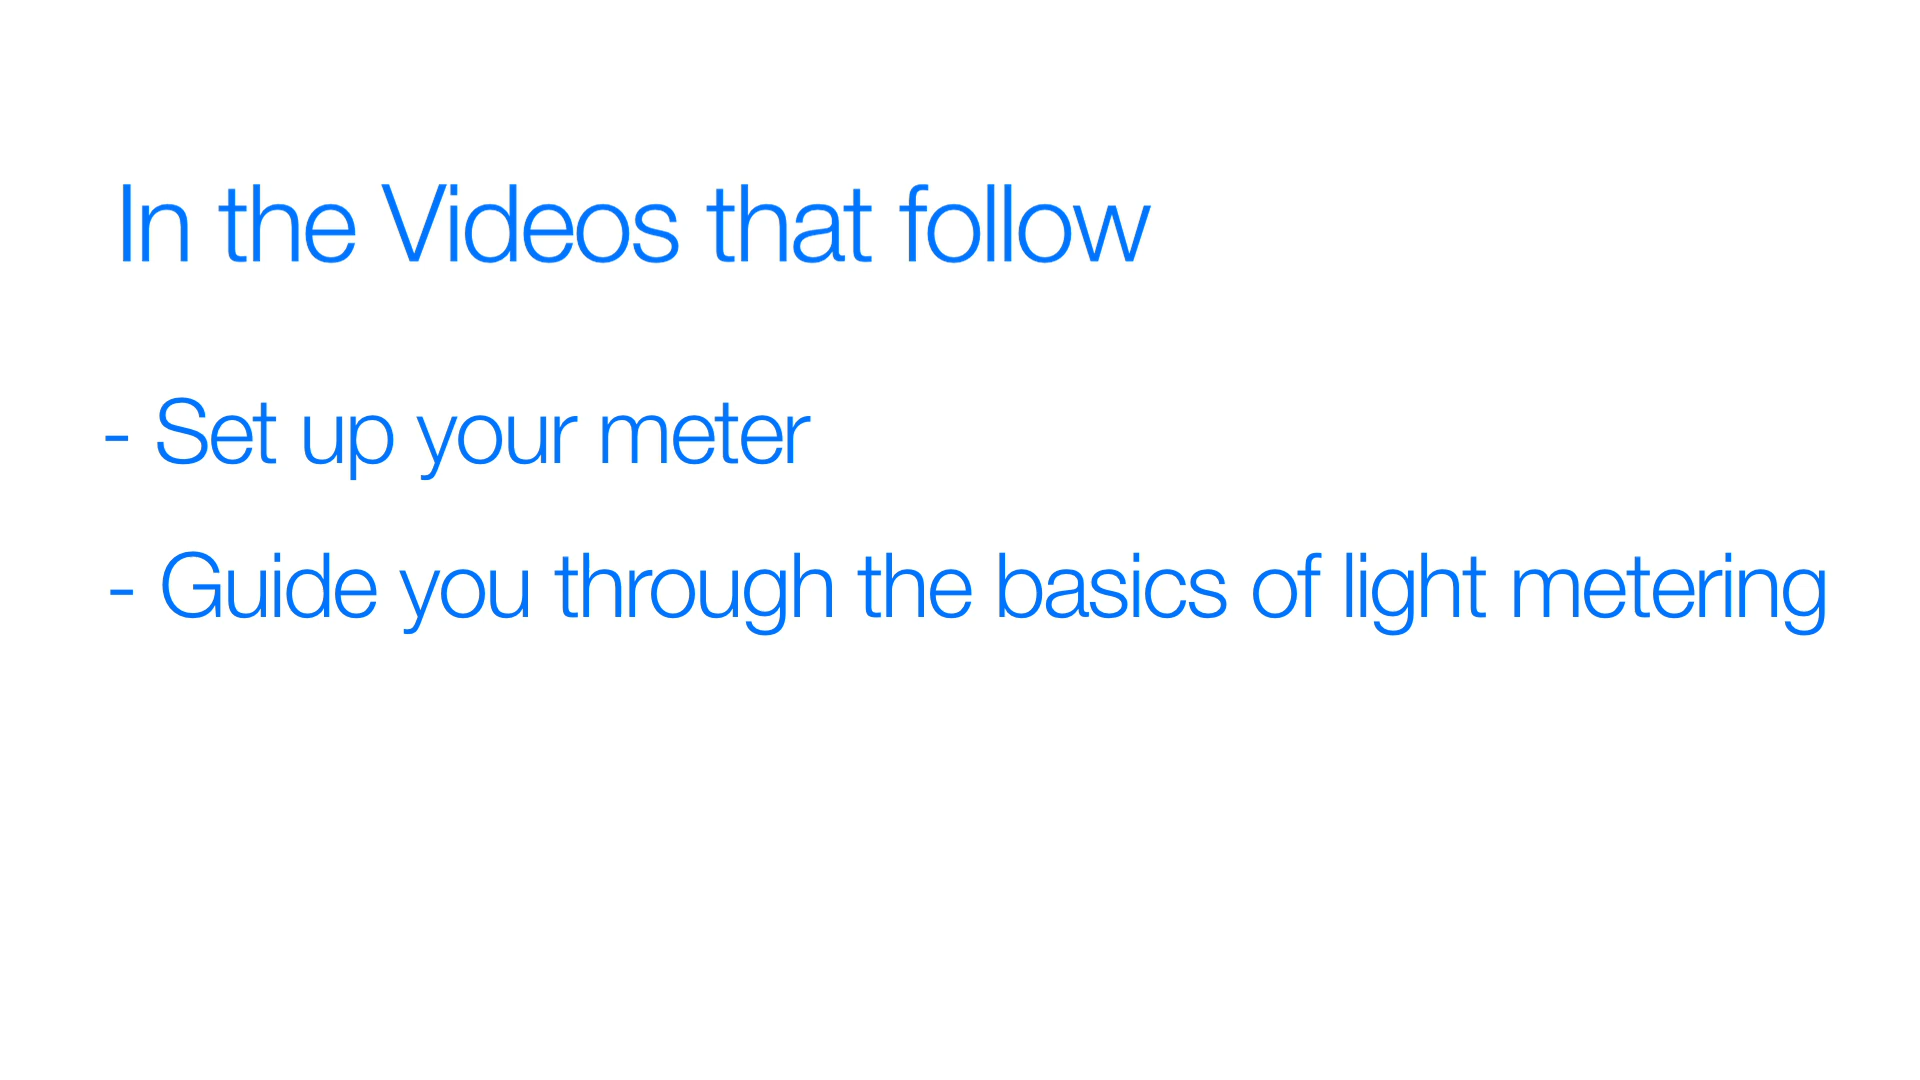 In the Videos that follow
- Set up your meter
- Guide you through the basics of light metering